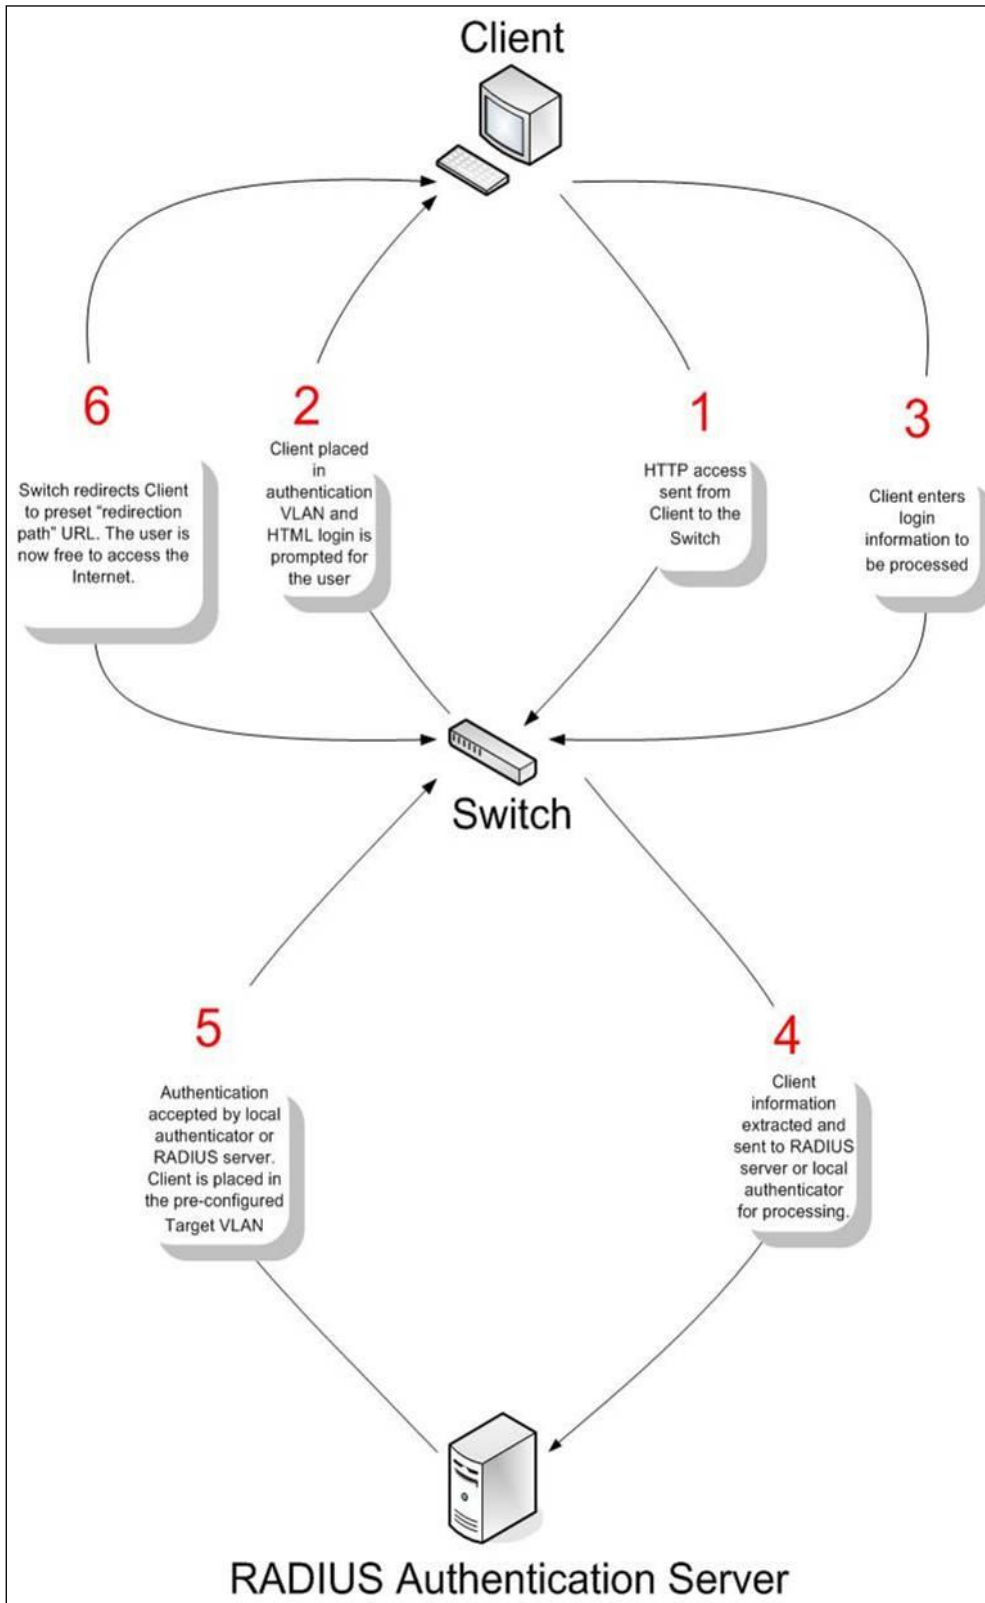 Client
6
Switch redirects Client
to preset “redirection
path” URL. The user is
now free to access the
Internet.
2
Client placed
in
authentication
VLAN and
HTML login is
prompted for
the user
1
HTTP access
sent from
Client to the
Switch
3
Client enters
login
information to
be processed
Switch
5
Authentication
accepted by local
authenticator or
RADIUS server.
Client is placed in
the pre-configured
Target VLAN
4
Client
information
extracted and
sent to RADIUS
server or local
authenticator
for processing.
RADIUS Authentication Server